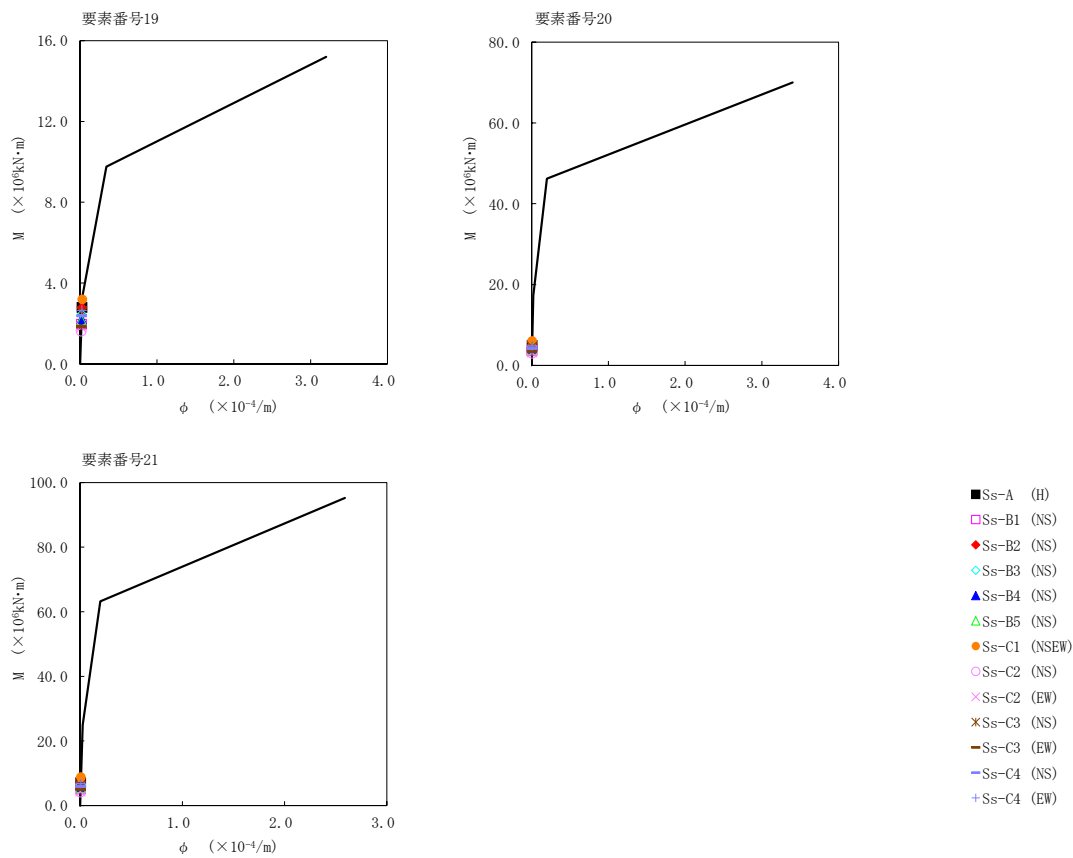 要素番号19
16.0
12.0
8.0
4.0
0.0
M (×10⁶kN・m)
0.0 1.0 2.0 3.0 4.0
φ (×10⁻⁴/m)
要素番号20
80.0
60.0
40.0
20.0
0.0
M (×10⁶kN・m)
0.0 1.0 2.0 3.0 4.0
φ (×10⁻⁴/m)
要素番号21
100.0
80.0
60.0
40.0
20.0
0.0
M (×10⁶kN・m)
0.0 1.0 2.0 3.0
φ (×10⁻⁴/m)
Ss-A (H)
Ss-B1 (NS)
Ss-B2 (NS)
Ss-B3 (NS)
Ss-B4 (NS)
Ss-B5 (NS)
Ss-C1 (NSEW)
Ss-C2 (NS)
Ss-C2 (EW)
Ss-C3 (NS)
Ss-C3 (EW)
Ss-C4 (NS)
Ss-C4 (EW)